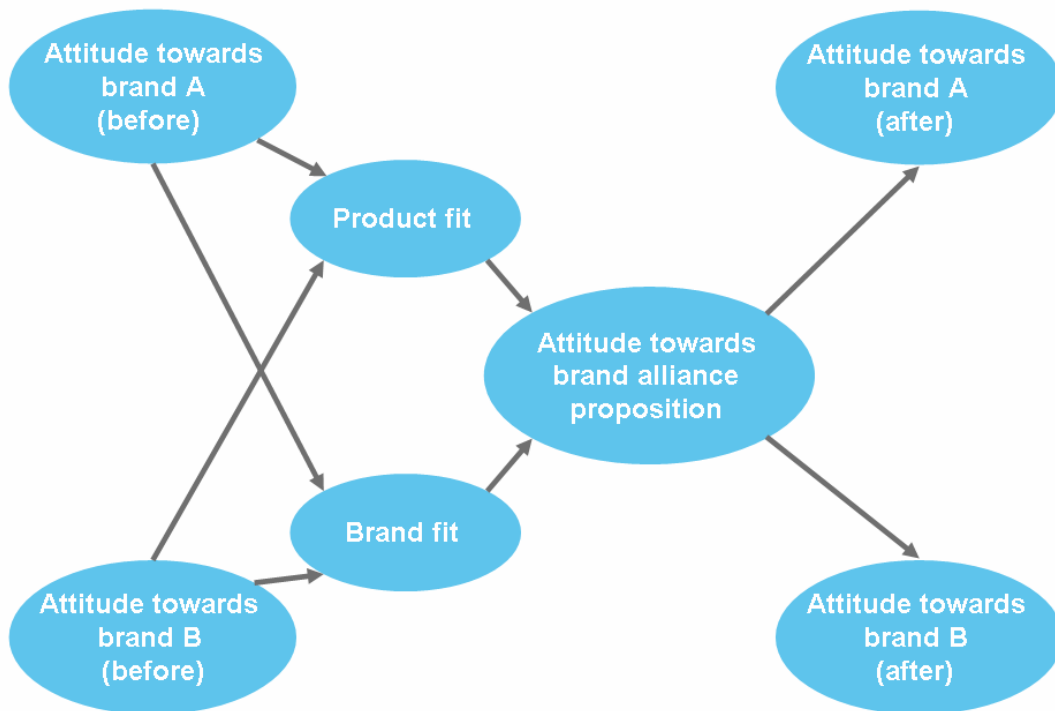 Attitude towards
brand A
(before)
Attitude towards
brand A
(after)
Product fit
Attitude towards
brand alliance
proposition
Brand fit
Attitude towards
brand B
(before)
Attitude towards
brand B
(after)